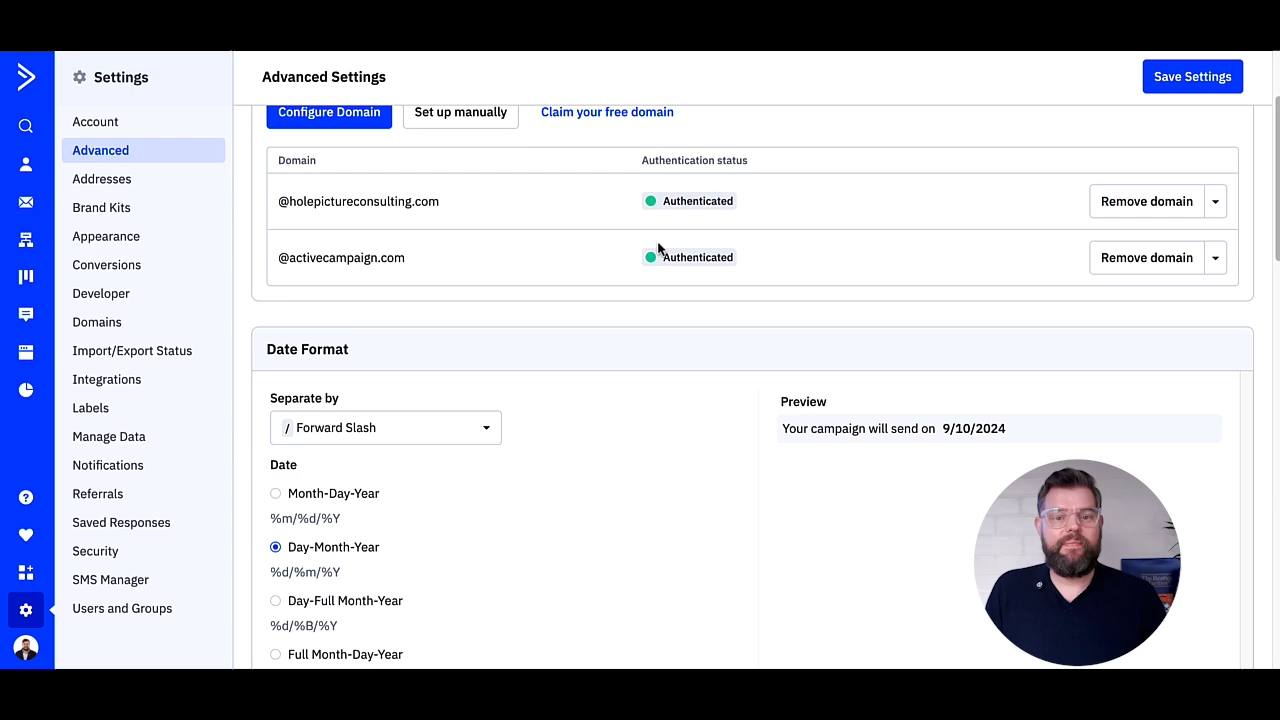 Settings
Account
Advanced
Addresses
Brand Kits
Appearance
Conversions
Developer
Domains
Import/Export Status
Integrations
Labels
Manage Data
Notifications
Referrals
Saved Responses
Security
SMS Manager
Users and Groups
Advanced Settings
Save Settings
Configure Domain
Set up manually
Claim your free domain
Domain
Authentication status
@holepictureconsulting.com
Authenticated
Remove domain
@activecampaign.com
Authenticated
Remove domain
Date Format
Separate by
/ Forward Slash
Date
Month-Day-Year
%m/%d/%Y
Day-Month-Year
%d/%m/%Y
Day-Full Month-Year
%d/%B/%Y
Full Month-Day-Year
Preview
Your campaign will send on 9/10/2024